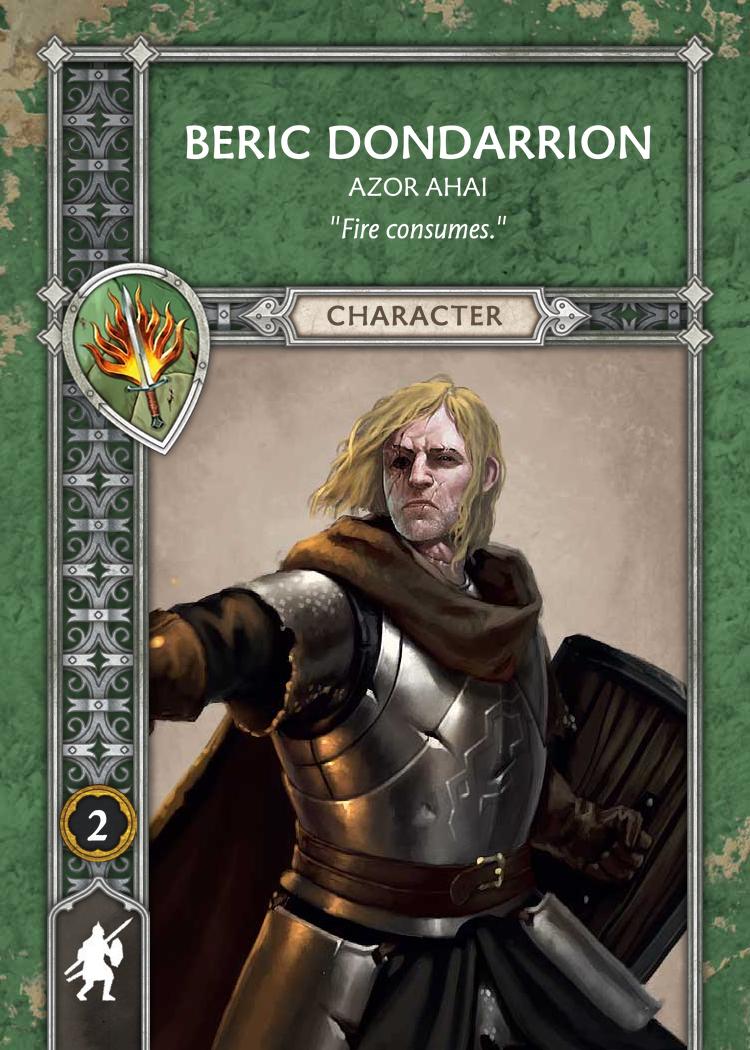 BERIC DONDARRION
AZOR AHAI
"Fire consumes."
CHARACTER
2